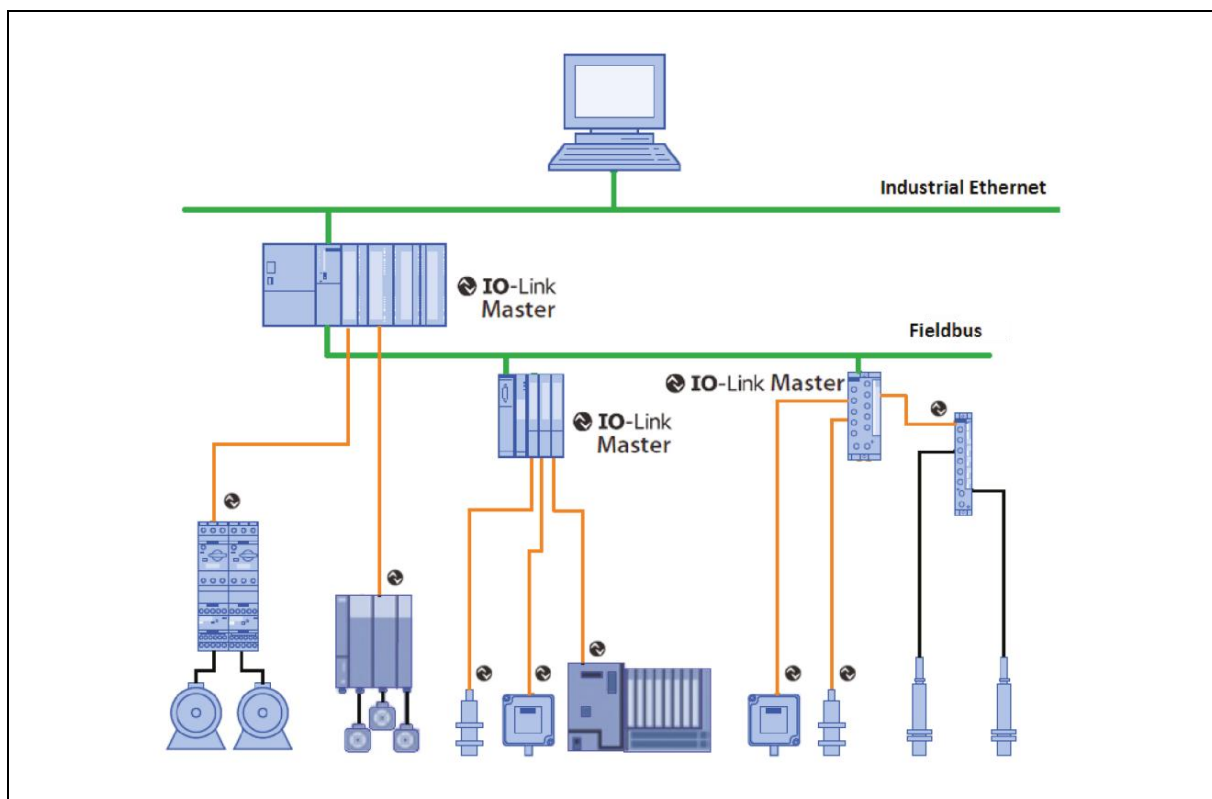 Industrial Ethernet
IO-Link
Master
Fieldbus
IO-Link Master
IO-Link
Master